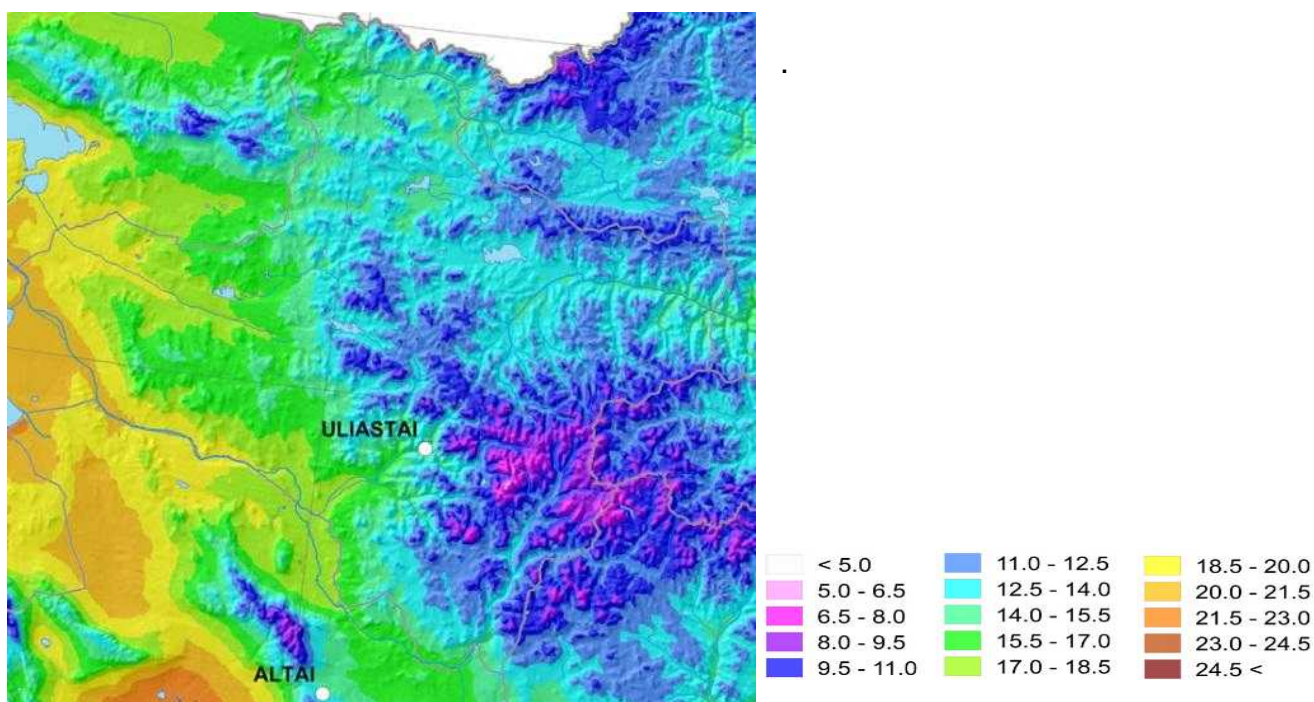 .
ULIASTAI
ALTAI
< 5.0
5.0 - 6.5
6.5 - 8.0
8.0 - 9.5
9.5 - 11.0
11.0 - 12.5
12.5 - 14.0
14.0 - 15.5
15.5 - 17.0
17.0 - 18.5
18.5 - 20.0
20.0 - 21.5
21.5 - 23.0
23.0 - 24.5
24.5 <